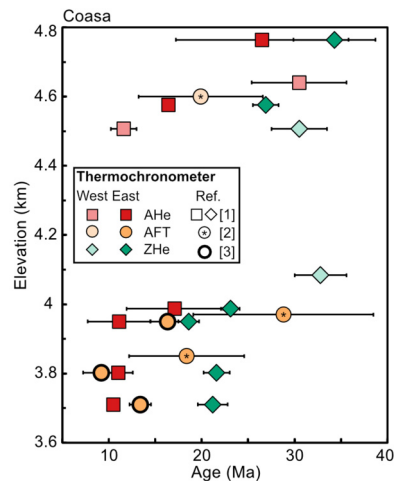 Coasa
4.8
4.6
4.4
4.2
4
3.8
3.6
Elevation (km)
Thermochronometer
West East Ref.
AHe [1]
AFT [2]
ZHe [3]
10 20 30 40
Age (Ma)